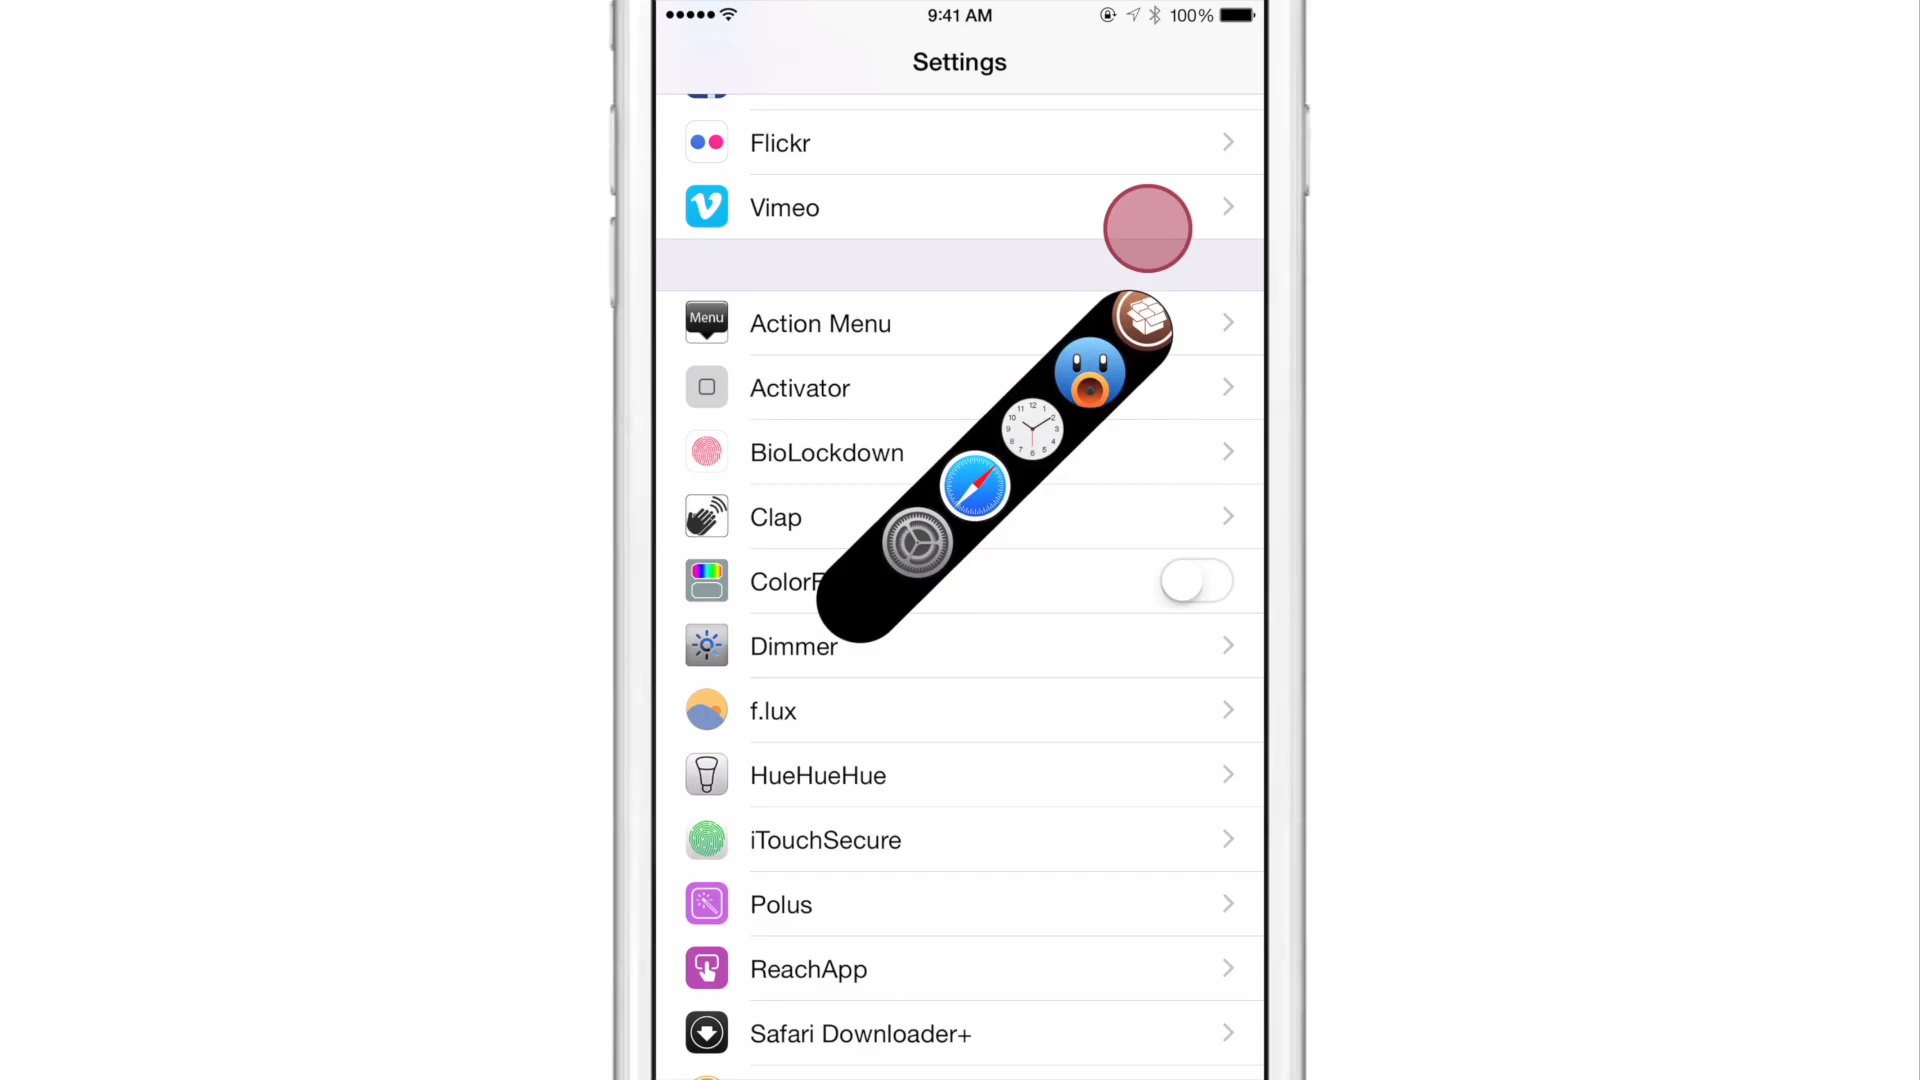 9:41 AM
100%
Settings
Flickr
Vimeo
Menu
Action Menu
Activator
BioLockdown
Clap
ColorF
Dimmer
f.lux
HueHueHue
iTouchSecure
Polus
ReachApp
Safari Downloader+